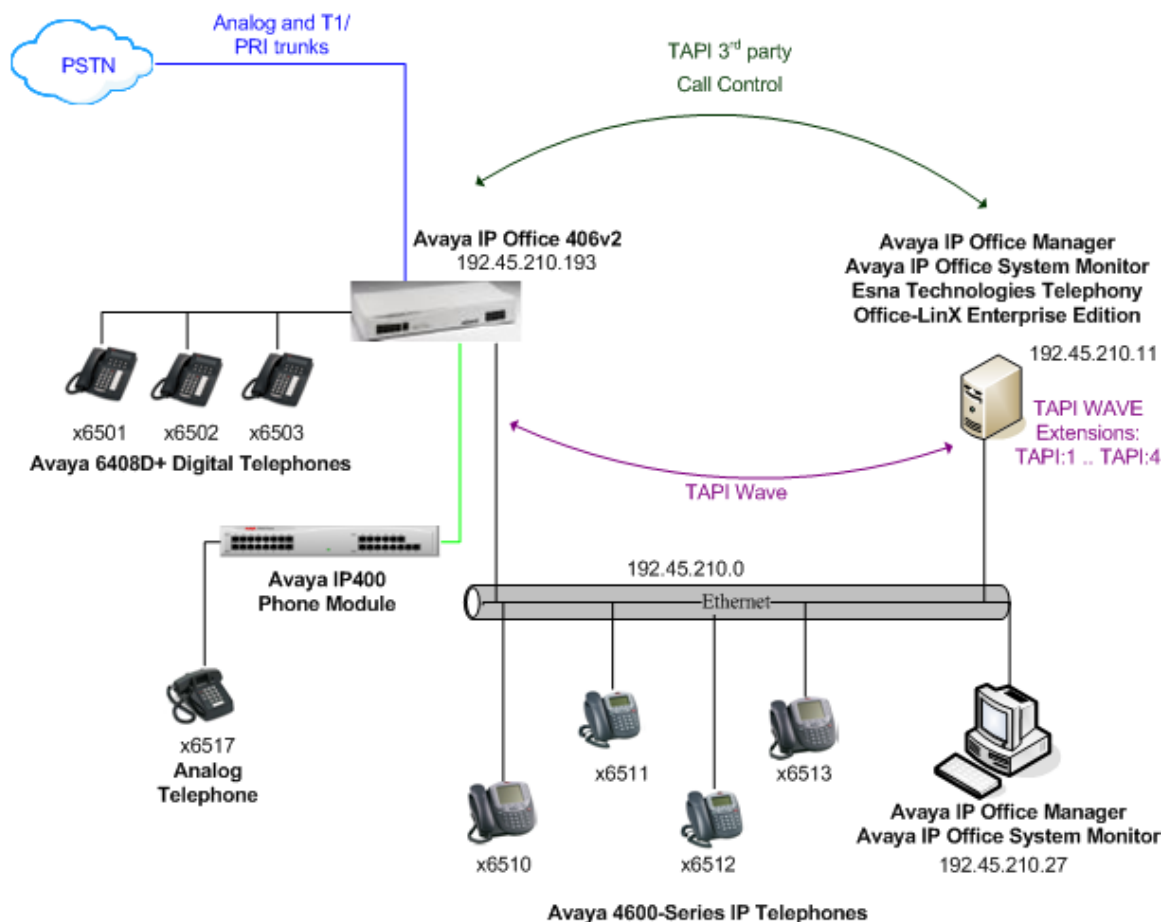 Analog and T1/
PRI trunks
PSTN
TAPI 3rd party
Call Control
Avaya IP Office 406v2
192.45.210.193
Avaya IP Office Manager
Avaya IP Office System Monitor
Esna Technologies Telephony
Office-LinX Enterprise Edition
192.45.210.11
TAPI WAVE
Extensions:
TAPI:1 .. TAPI:4
x6501
x6502
x6503
Avaya 6408D+ Digital Telephones
TAPI Wave
Avaya IP400
Phone Module
192.45.210.0
Ethernet
x6517
Analog
Telephone
x6511
x6513
x6510
x6512
Avaya IP Office Manager
Avaya IP Office System Monitor
192.45.210.27
Avaya 4600-Series IP Telephones